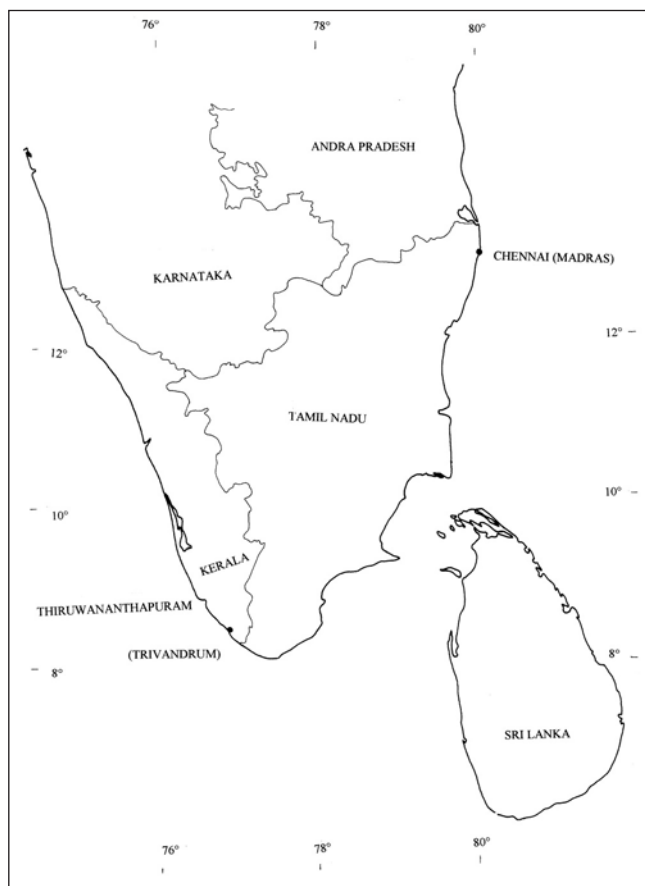 76°
78°
80°
ANDRA PRADESH
CHENNAI (MADRAS)
KARNATAKA
12°
12°
TAMIL NADU
10°
10°
KERALA
THIRUWANANTHAPURAM
(TRIVANDRUM)
8°
8°
SRI LANKA
76°
78°
80°